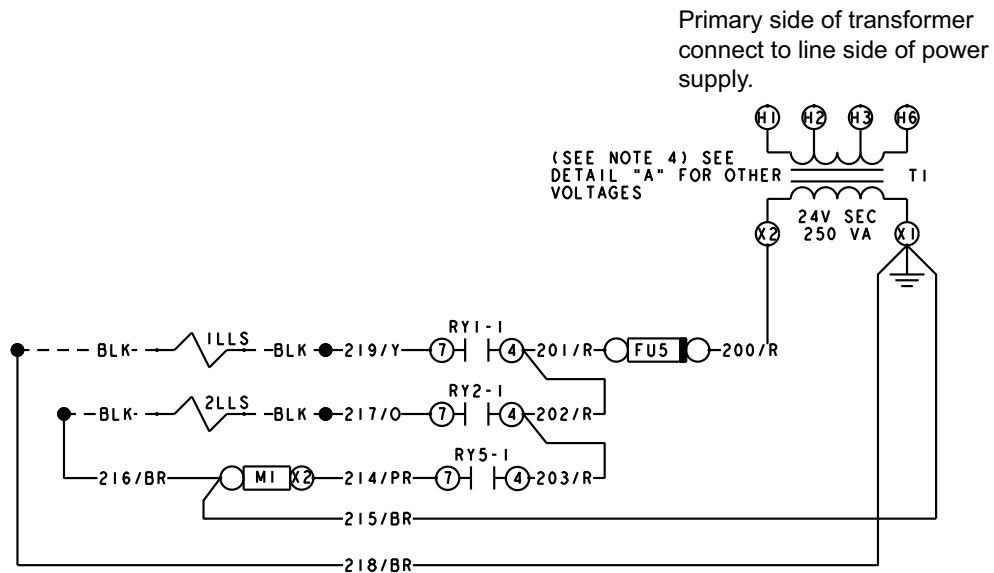 Primary side of transformer
connect to line side of power
supply.
H1 H2 H3 H6
(SEE NOTE 4) SEE
DETAIL "A" FOR OTHER
VOLTAGES
T1
24V SEC
250 VA
X2 X1
RY1-1
BLK 1LLS BLK 219/Y 7 4 201/R FU5 200/R
RY2-1
BLK 2LLS BLK 217/O 7 4 202/R
RY5-1
216/BR M1 X2 214/PR 7 4 203/R
215/BR
218/BR